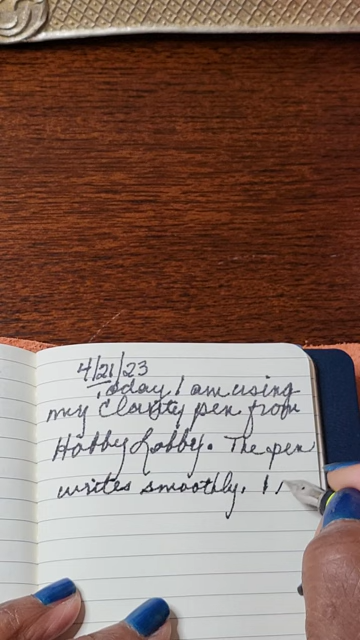 4/21/23
Today I am using
my Clarity pen from
Hobby Lobby. The pen
writes smoothly. I